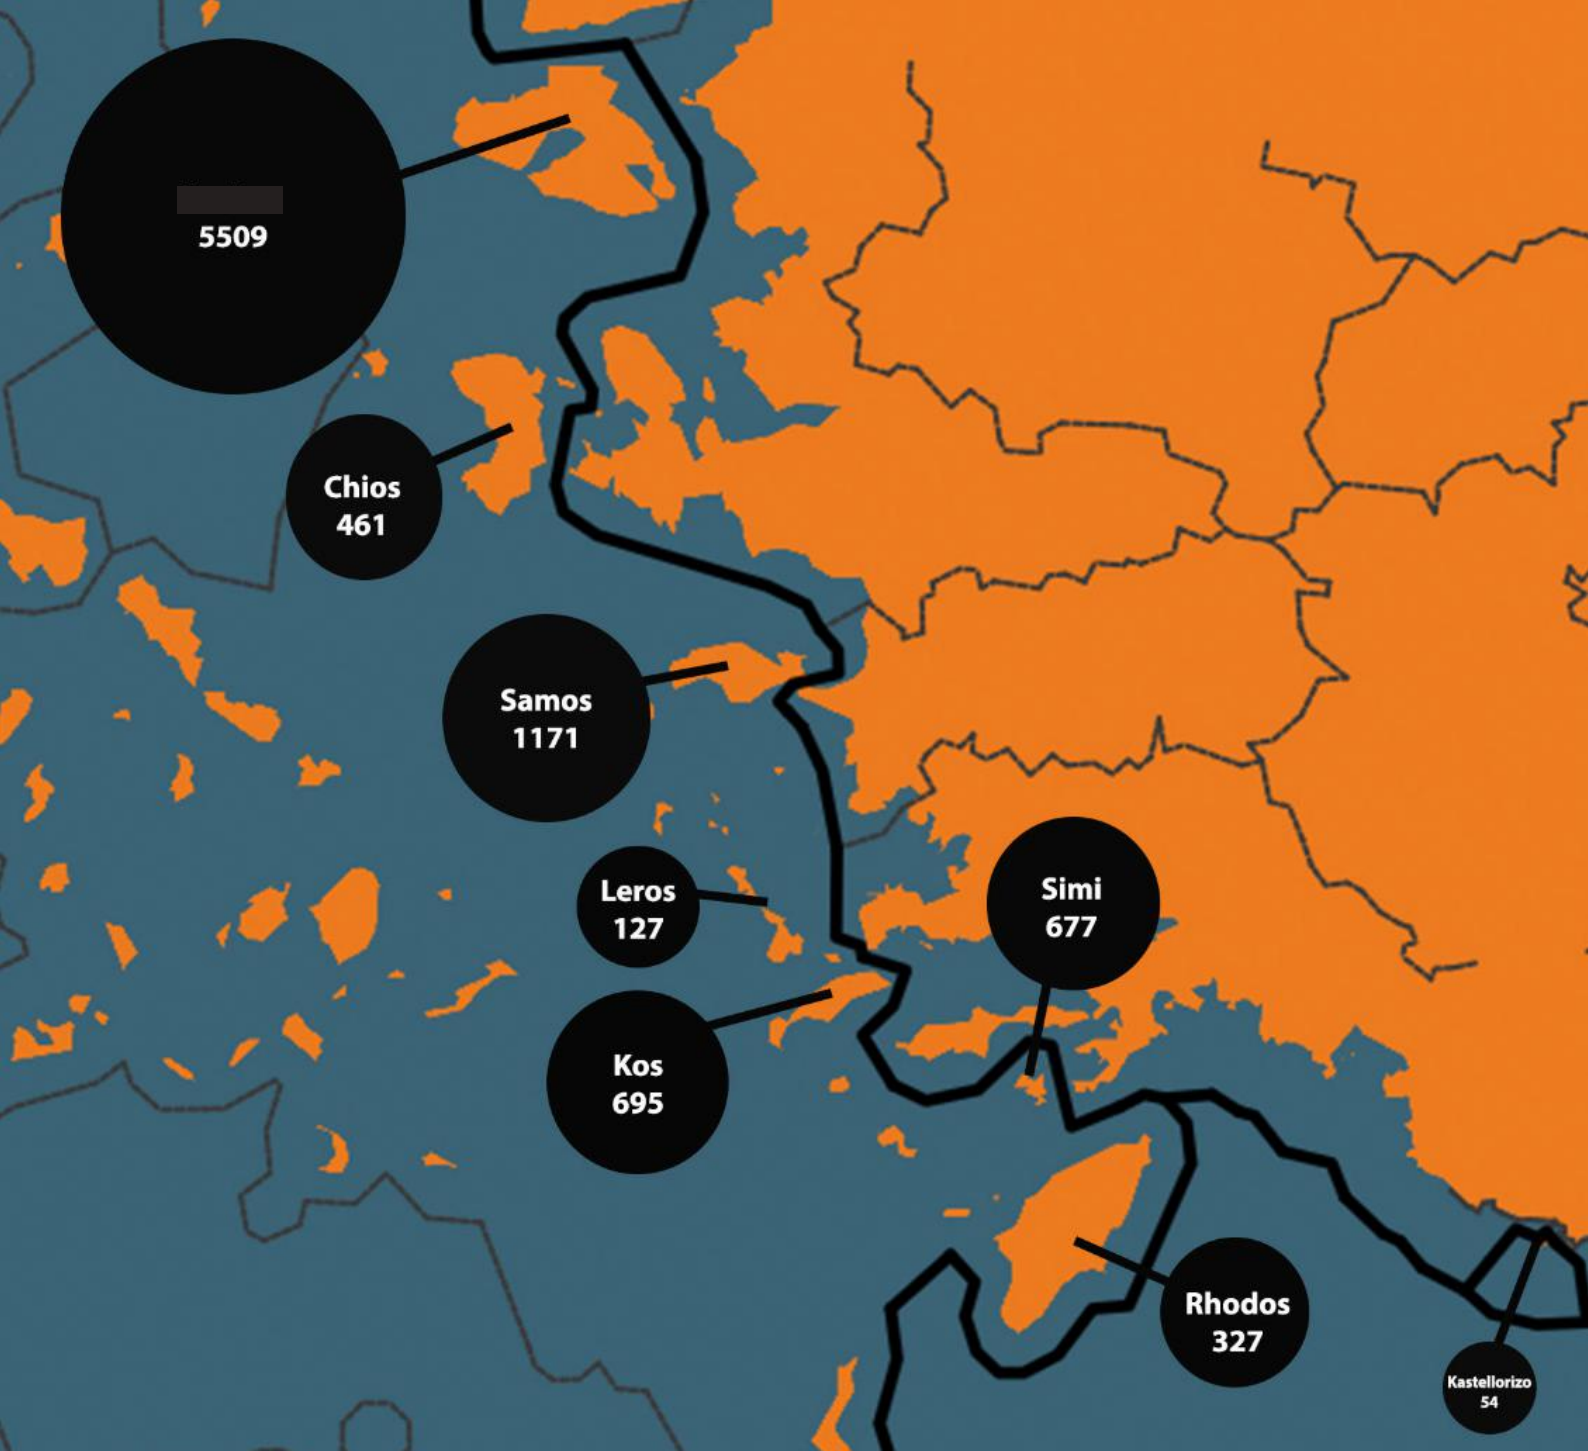 5509
Chios
461
Samos
1171
Leros
127
Simi
677
Kos
695
Rhodos
327
Kastellorizo
54